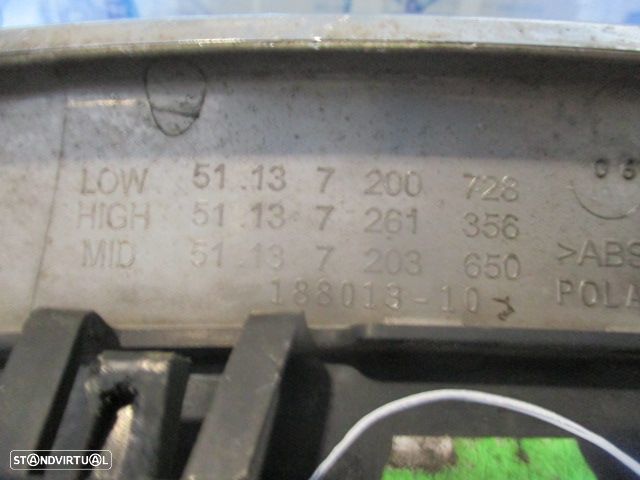 LOW 51.13 7 200 728
HIGH 51.13 7 261 356
MID 51.13 7 203 650
>ABS
188013-10
POLA
STANDVIRTUAL